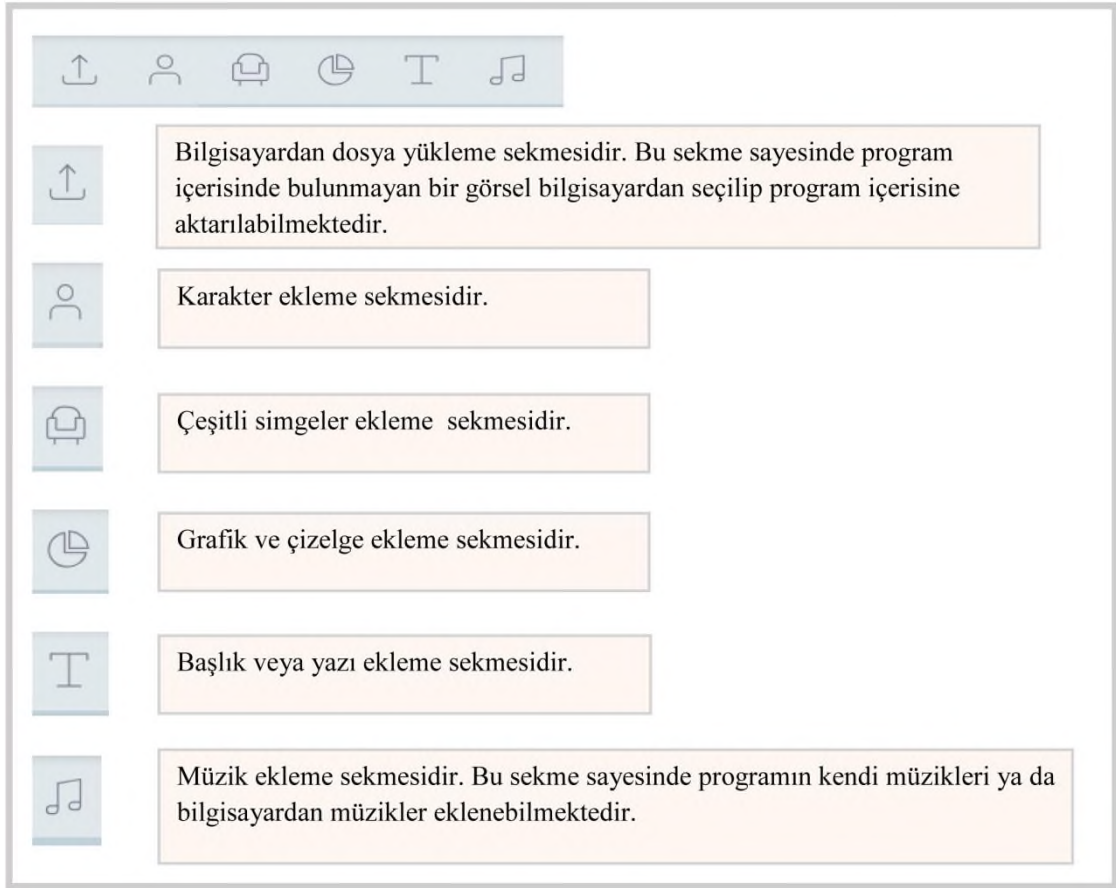 Bilgisayardan dosya yükleme sekmesidir. Bu sekme sayesinde program
içerisinde bulunmayan bir görsel bilgisayardan seçilip program içerisine
aktarılabilmektedir.
Karakter ekleme sekmesidir.
Çeşitli simgeler ekleme sekmesidir.
Grafik ve çizelge ekleme sekmesidir.
Başlık veya yazı ekleme sekmesidir.
Müzik ekleme sekmesidir. Bu sekme sayesinde programın kendi müzikleri ya da
bilgisayardan müzikler eklenebilmektedir.